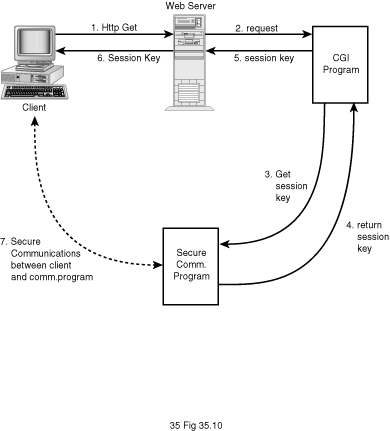 Web Server
1. Http Get
2. request
6. Session Key
5. session key
CGI
Program
Client
3. Get
session
key
4. return
session
key
7. Secure
Communications
between client
and comm.program
Secure
Comm.
Program
35 Fig 35.10